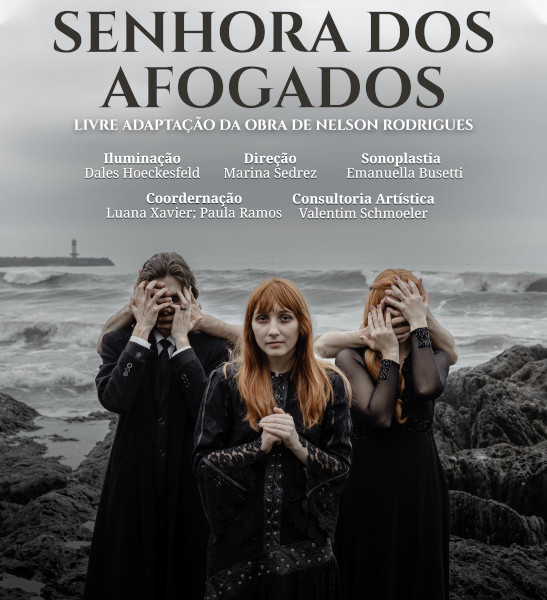 SENHORA DOS
AFOGADOS
LIVRE ADAPTAÇÃO DA OBRA DE NELSON RODRIGUES
Iluminação Direção Sonoplastia
Dales Hoeckesfeld Marina Sedrez Emanuella Busetti
Coordernação Consultoria Artística
Luana Xavier; Paula Ramos Valentim Schmoeler